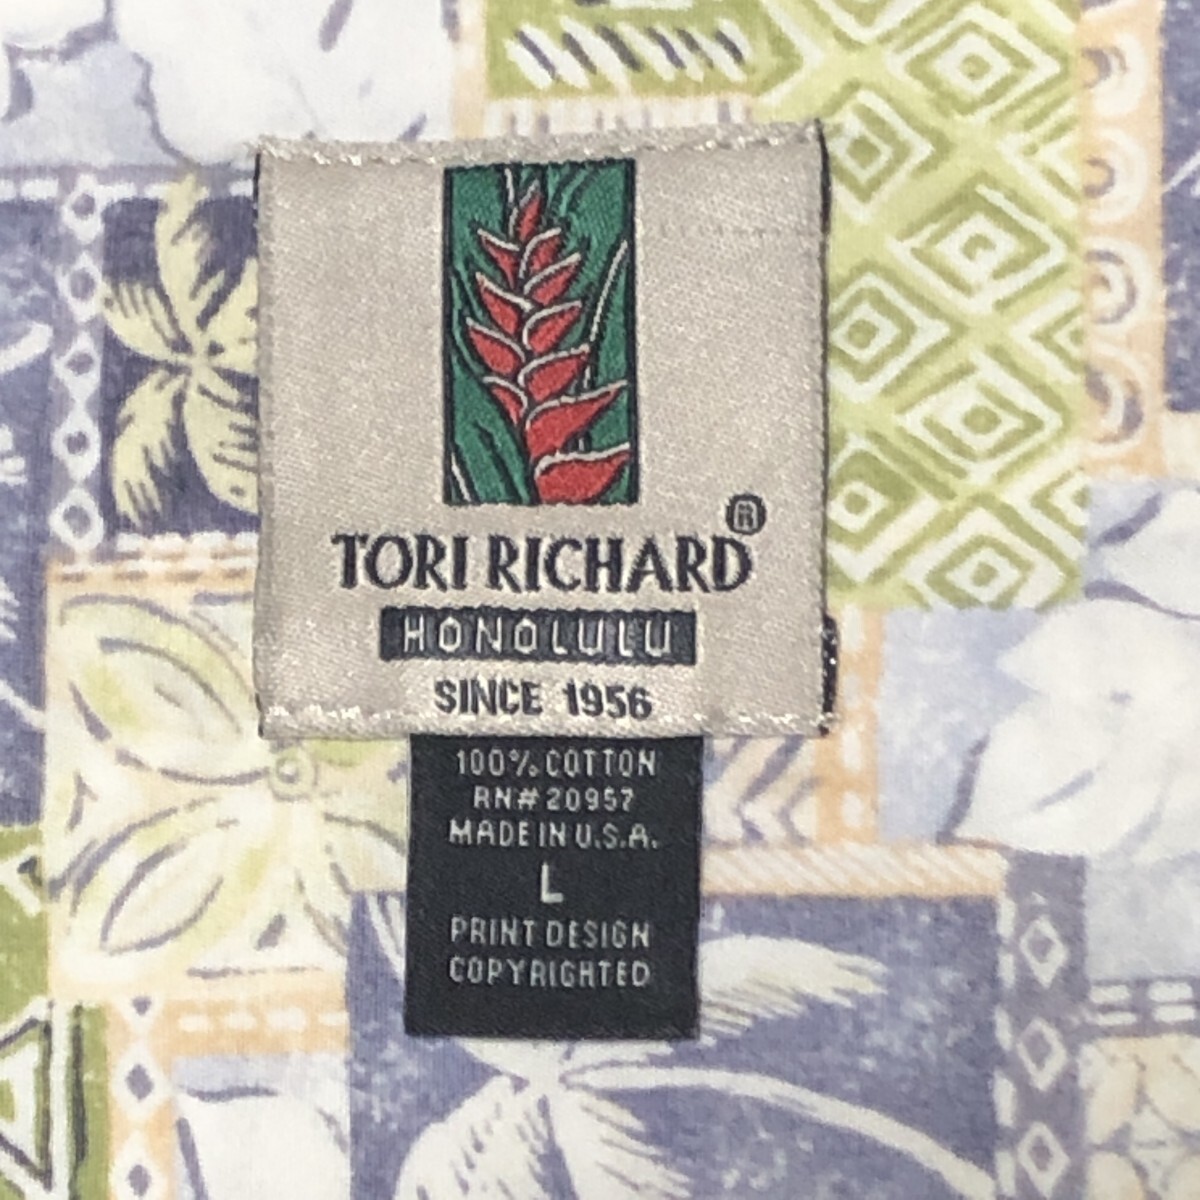 TORI RICHARD®
HONOLULU
SINCE 1956
100% COTTON
RN# 20957
MADE IN U.S.A.
L
PRINT DESIGN
COPYRIGHTED